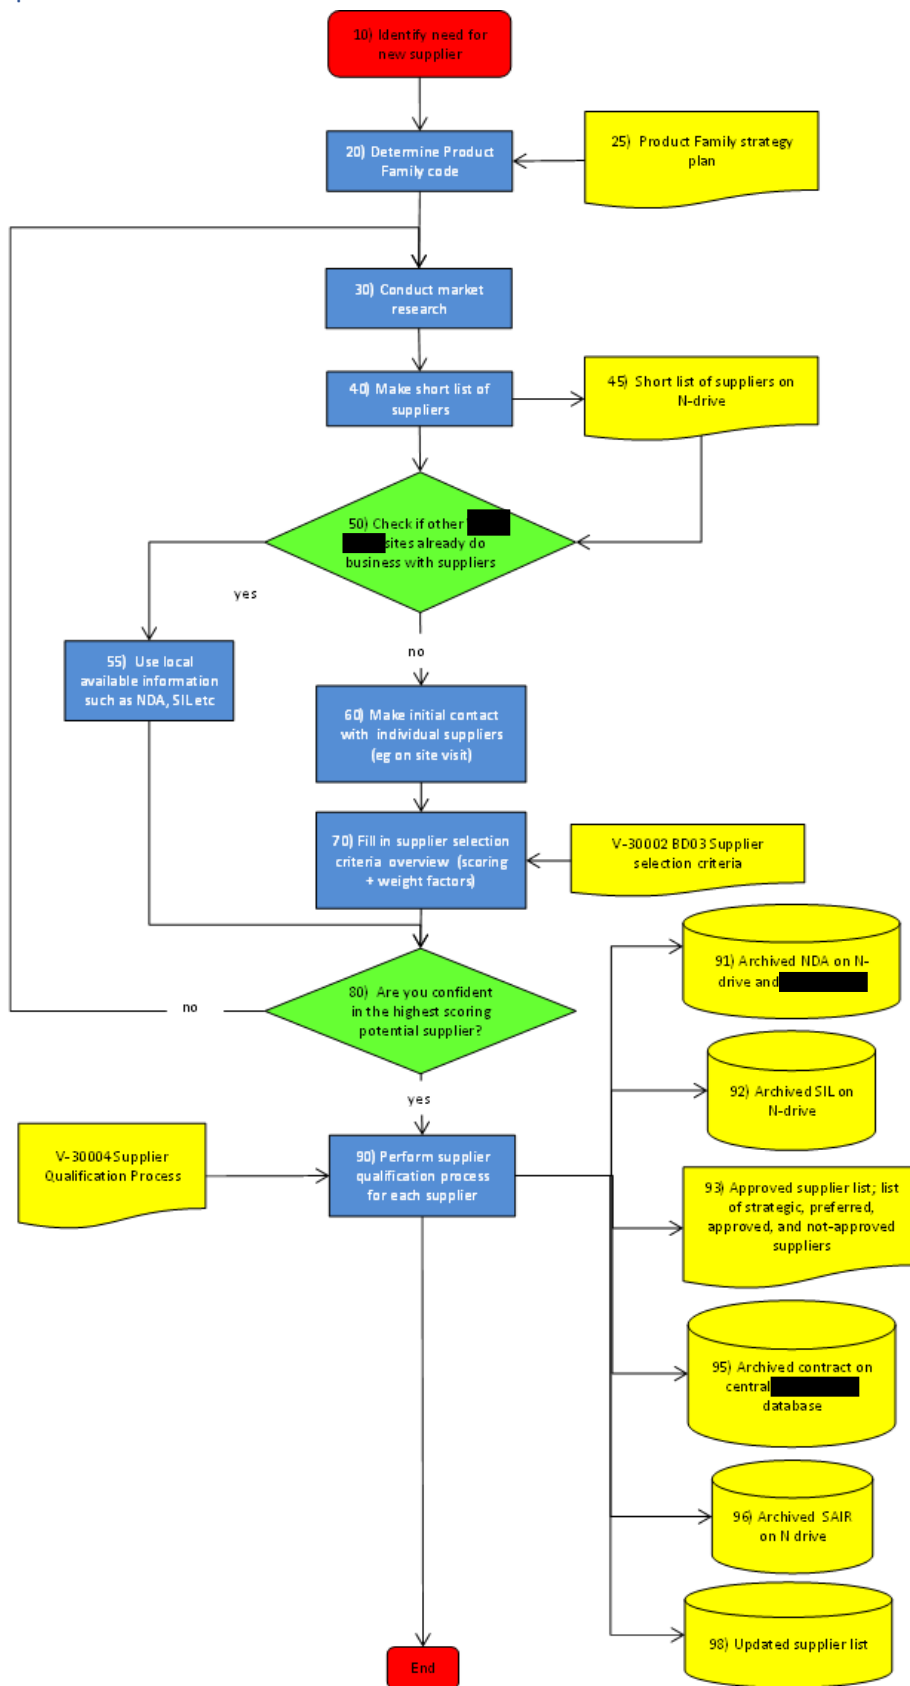 10) Identify need for
new supplier
20) Determine Product
Family code
25) Product Family strategy
plan
30) Conduct market
research
40) Make short list of
suppliers
45) Short list of suppliers on
N-drive
50) Check if other
sites already do
business with suppliers
yes
no
55) Use local
available information
such as NDA, SIL etc
60) Make initial contact
with individual suppliers
(eg on site visit)
70) Fill in supplier selection
criteria overview (scoring
+ weight factors)
V-30002 BD03 Supplier
selection criteria
80) Are you confident
in the highest scoring
potential supplier?
no
yes
91) Archived NDA on N-
drive and
92) Archived SIL on
N-drive
V-30004 Supplier
Qualification Process
90) Perform supplier
qualification process
for each supplier
93) Approved supplier list; list
of strategic, preferred,
approved, and not-approved
suppliers
95) Archived contract on
central
database
96) Archived SAIR
on N drive
98) Updated supplier list
End